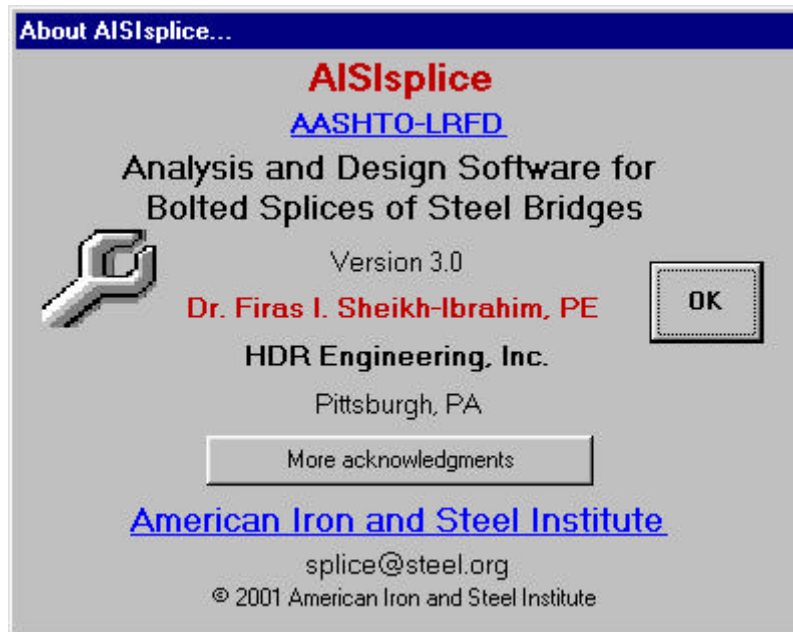 About AISIsplice...
AISIsplice
AASHTO-LRFD
Analysis and Design Software for
Bolted Splices of Steel Bridges
Version 3.0
OK
Dr. Firas I. Sheikh-Ibrahim, PE
HDR Engineering, Inc.
Pittsburgh, PA
More acknowledgments
American Iron and Steel Institute
splice@steel.org
© 2001 American Iron and Steel Institute